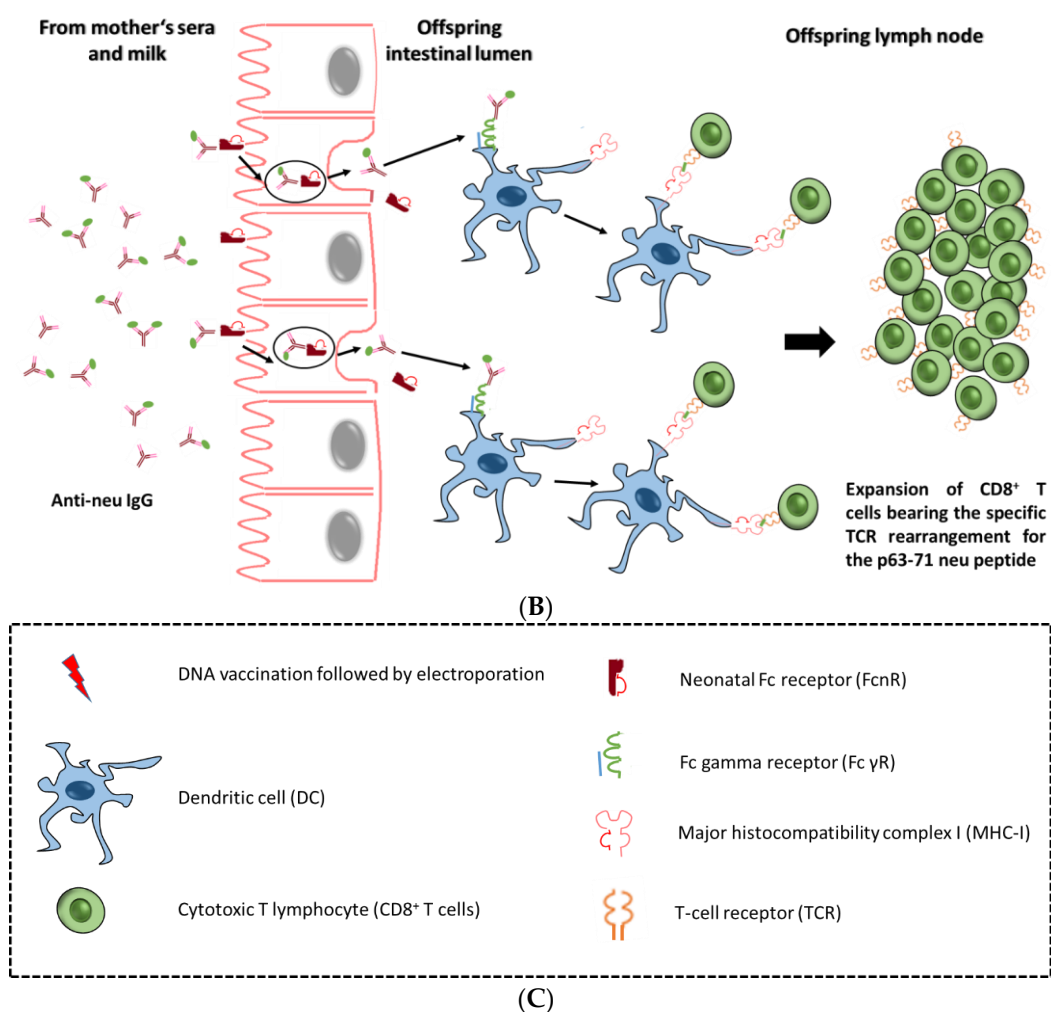 From mother‘s sera
and milk
Offspring
intestinal lumen
Offspring lymph node
Anti-neu IgG
Expansion of CD8⁺ T
cells bearing the specific
TCR rearrangement for
the p63-71 neu peptide
(B)
DNA vaccination followed by electroporation
Dendritic cell (DC)
Cytotoxic T lymphocyte (CD8⁺ T cells)
Neonatal Fc receptor (FcnR)
Fc gamma receptor (Fc γR)
Major histocompatibility complex I (MHC-I)
T-cell receptor (TCR)
(C)